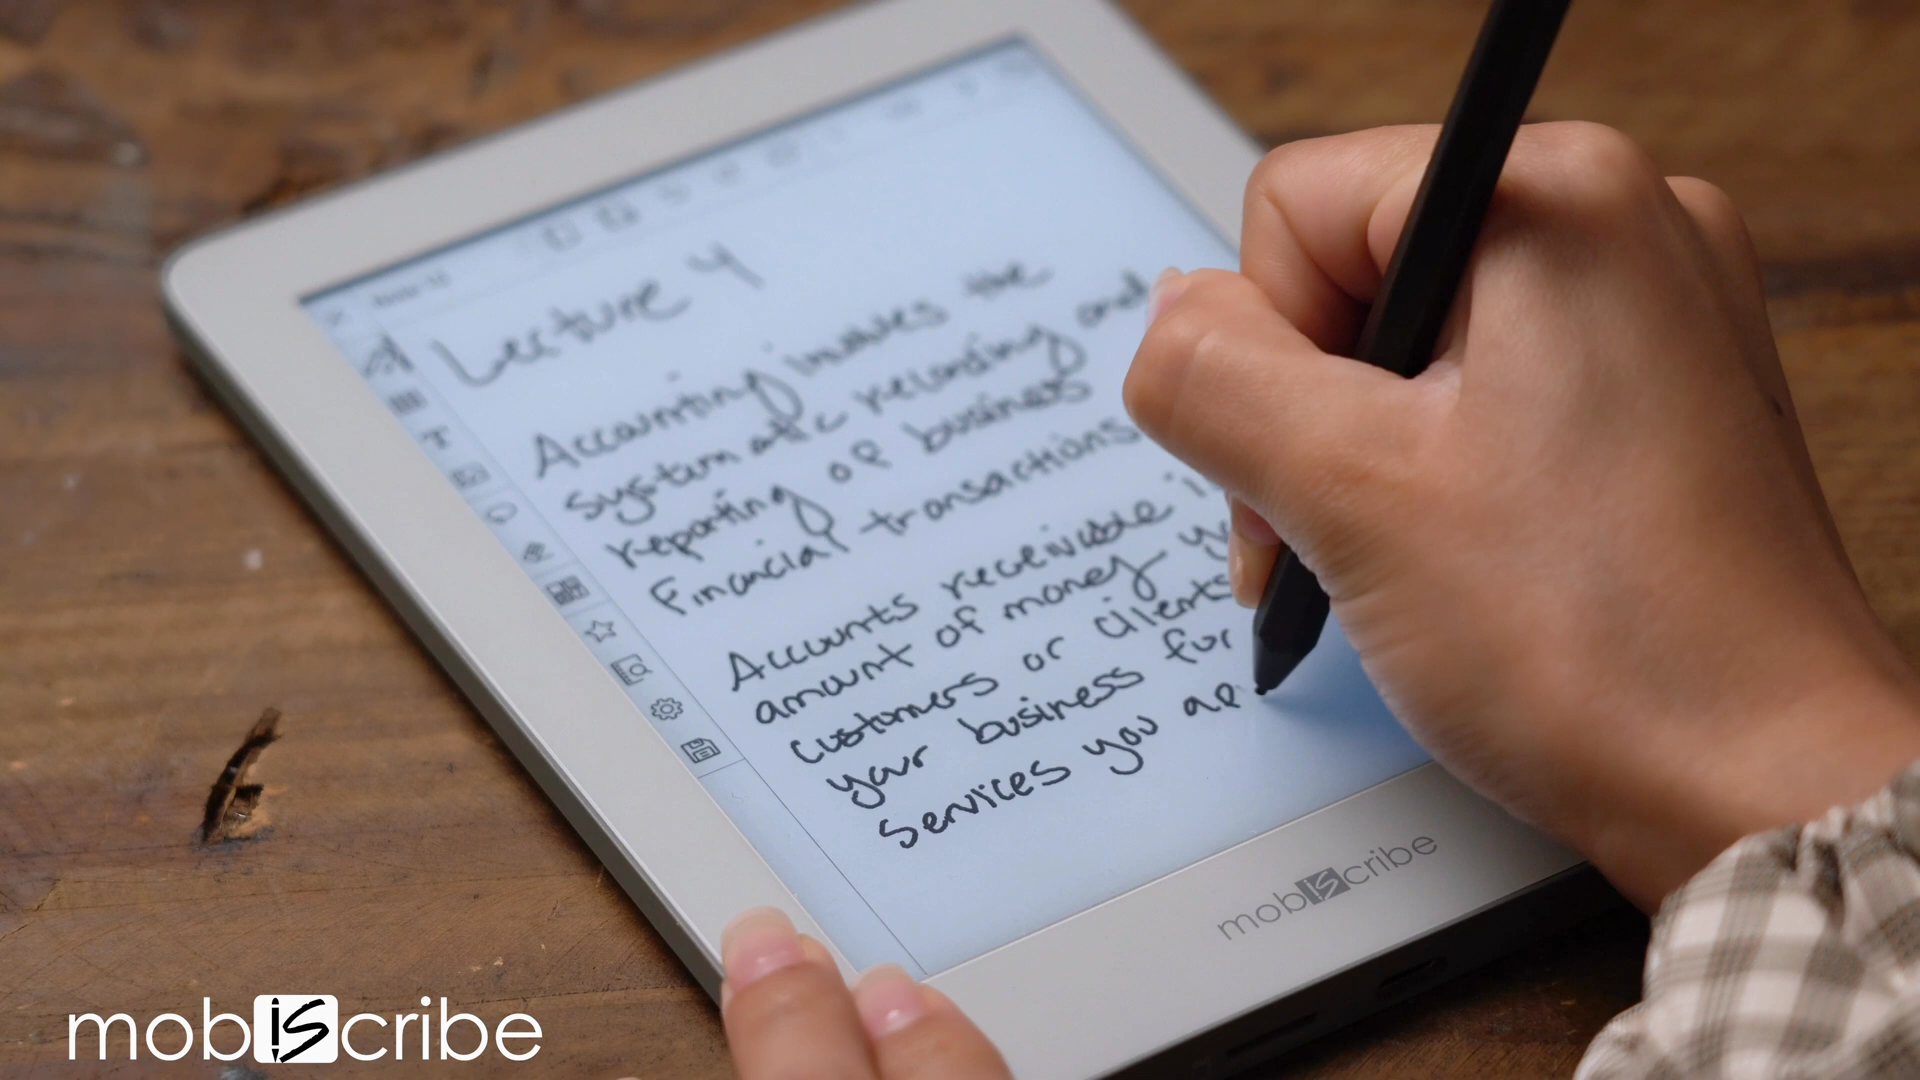 Lecture 4
Accounting involves the
systematic recording and
reporting of business
financial transactions
Accounts receivable
amount of money
customers or clients
your business for
services you
mobiscribe
mobiscribe